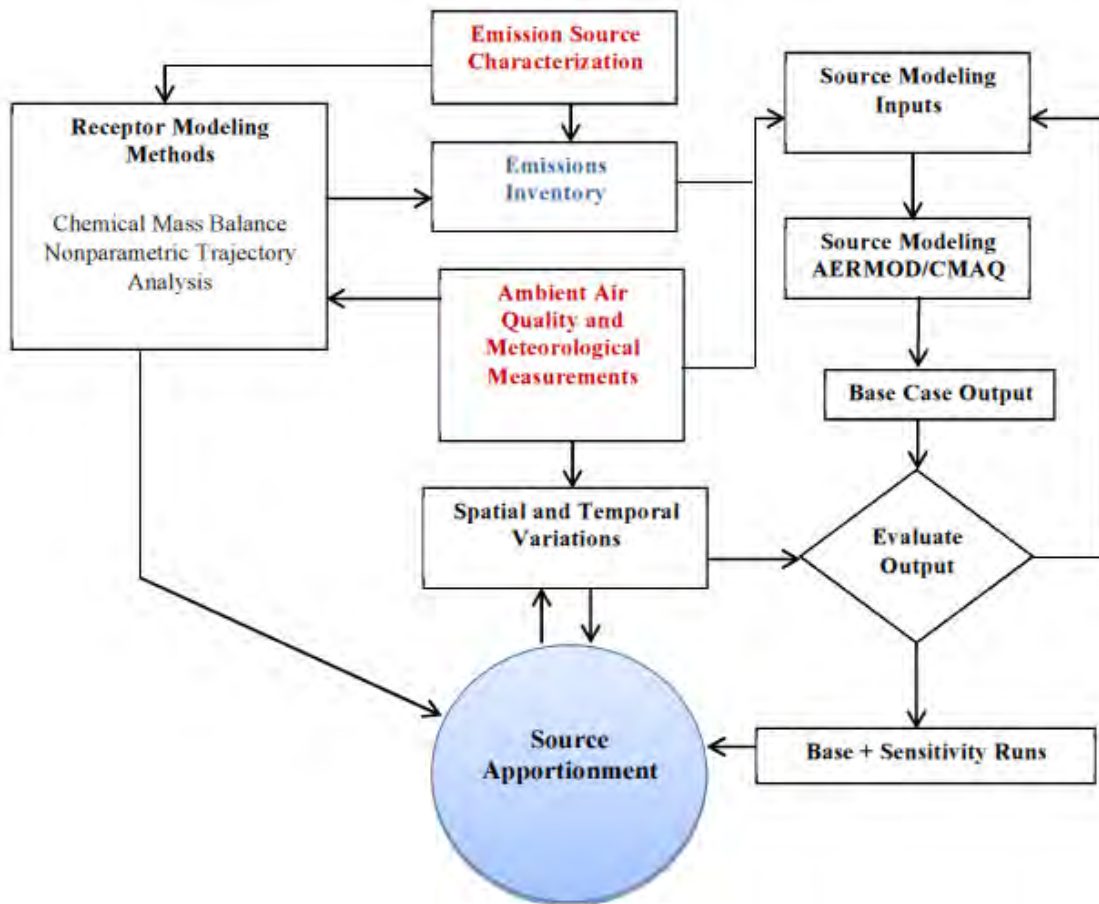 Emission Source
Characterization
Source Modeling
Inputs
Receptor Modeling
Methods
Chemical Mass Balance
Nonparametric Trajectory
Analysis
Emissions
Inventory
Source Modeling
AERMOD/CMAQ
Ambient Air
Quality and
Meteorological
Measurements
Base Case Output
Spatial and Temporal
Variations
Evaluate
Output
Source
Apportionment
Base + Sensitivity Runs